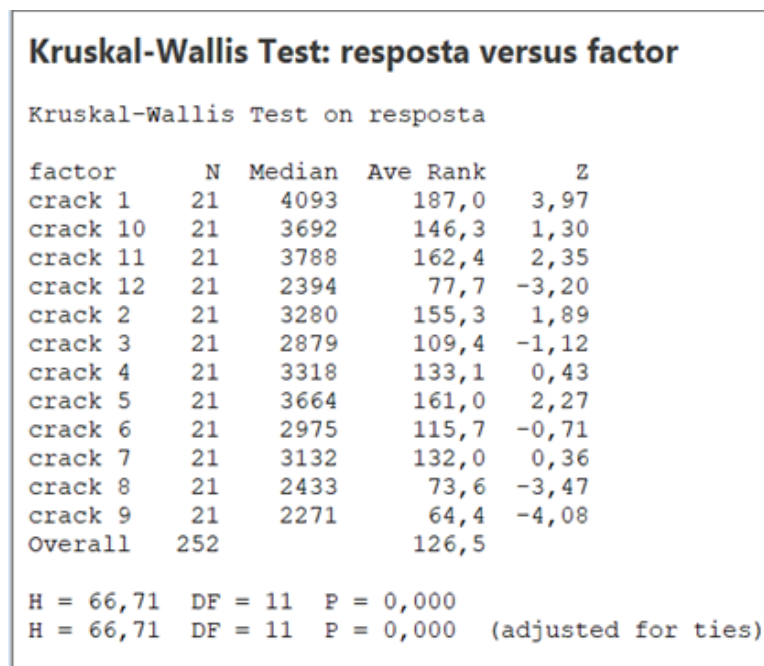 Kruskal-Wallis Test: resposta versus factor
Kruskal-Wallis Test on resposta
factor N Median Ave Rank Z
crack 1 21 4093 187,0 3,97
crack 10 21 3692 146,3 1,30
crack 11 21 3788 162,4 2,35
crack 12 21 2394 77,7 -3,20
crack 2 21 3280 155,3 1,89
crack 3 21 2879 109,4 -1,12
crack 4 21 3318 133,1 0,43
crack 5 21 3664 161,0 2,27
crack 6 21 2975 115,7 -0,71
crack 7 21 3132 132,0 0,36
crack 8 21 2433 73,6 -3,47
crack 9 21 2271 64,4 -4,08
Overall 252 126,5
H = 66,71 DF = 11 P = 0,000
H = 66,71 DF = 11 P = 0,000 (adjusted for ties)